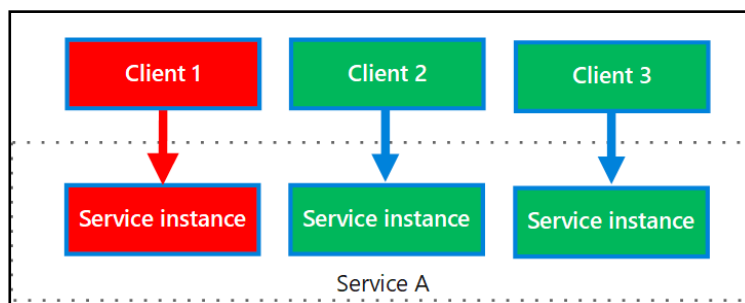 Client 1
Client 2
Client 3
Service instance
Service instance
Service instance
Service A